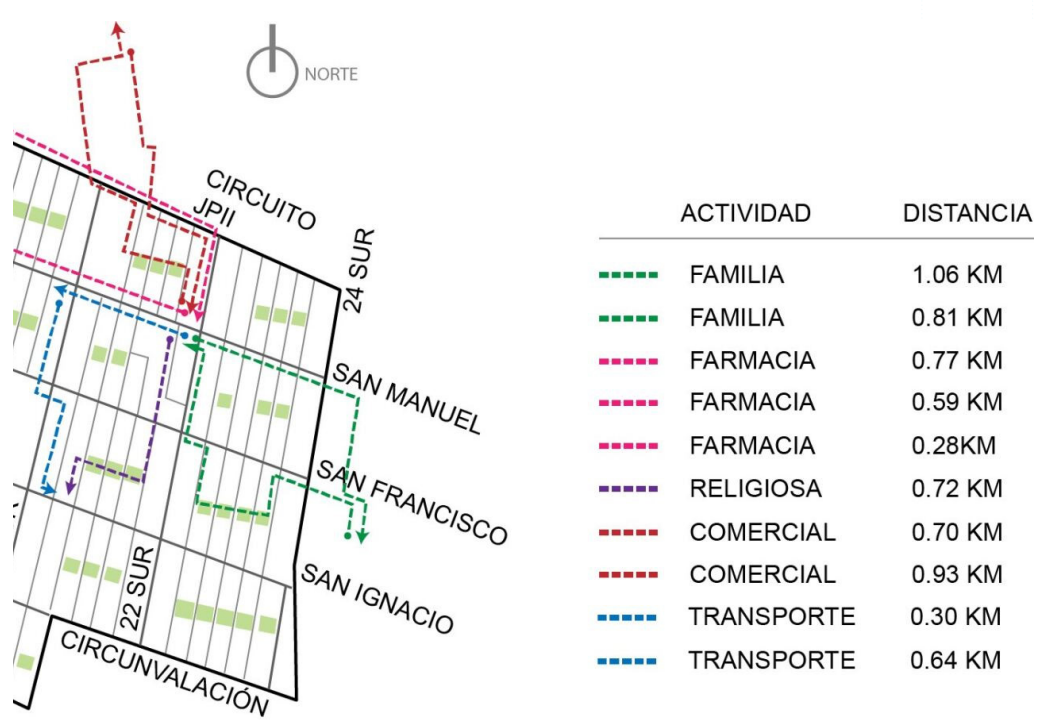 NORTE
CIRCUITO
JPII
24 SUR
SAN MANUEL
SAN FRANCISCO
SAN IGNACIO
22 SUR
CIRCUNVALACIÓN
ACTIVIDAD DISTANCIA
FAMILIA 1.06 KM
FAMILIA 0.81 KM
FARMACIA 0.77 KM
FARMACIA 0.59 KM
FARMACIA 0.28KM
RELIGIOSA 0.72 KM
COMERCIAL 0.70 KM
COMERCIAL 0.93 KM
TRANSPORTE 0.30 KM
TRANSPORTE 0.64 KM